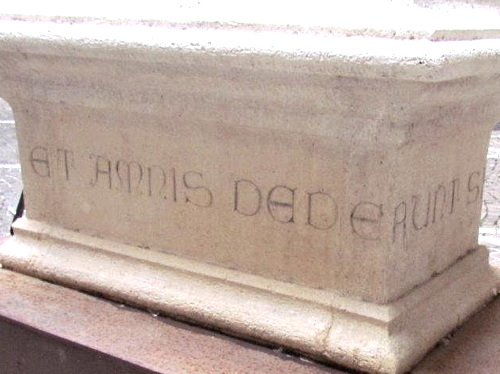 ET AMNIS DEDERUNT S